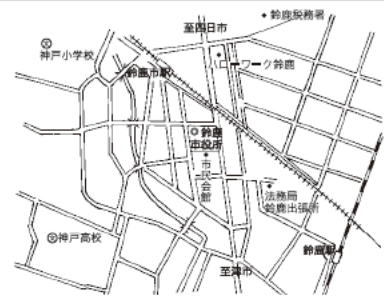 鈴鹿税務署
至四日市
神戸小学校
ハローワーク鈴鹿
鈴鹿市駅
鈴鹿
市役所
市民会館
法務局
鈴鹿出張所
神戸高校
鈴鹿駅
至津市